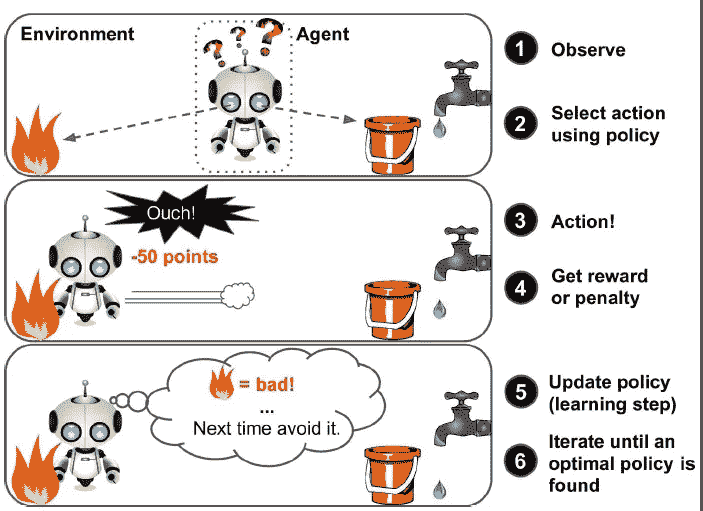 Environment
? ? ?
Agent
1 Observe
2 Select action
using policy
Ouch!
-50 points
3 Action!
4 Get reward
or penalty
= bad!
...
Next time avoid it.
5 Update policy
(learning step)
6 Iterate until an
optimal policy is
found